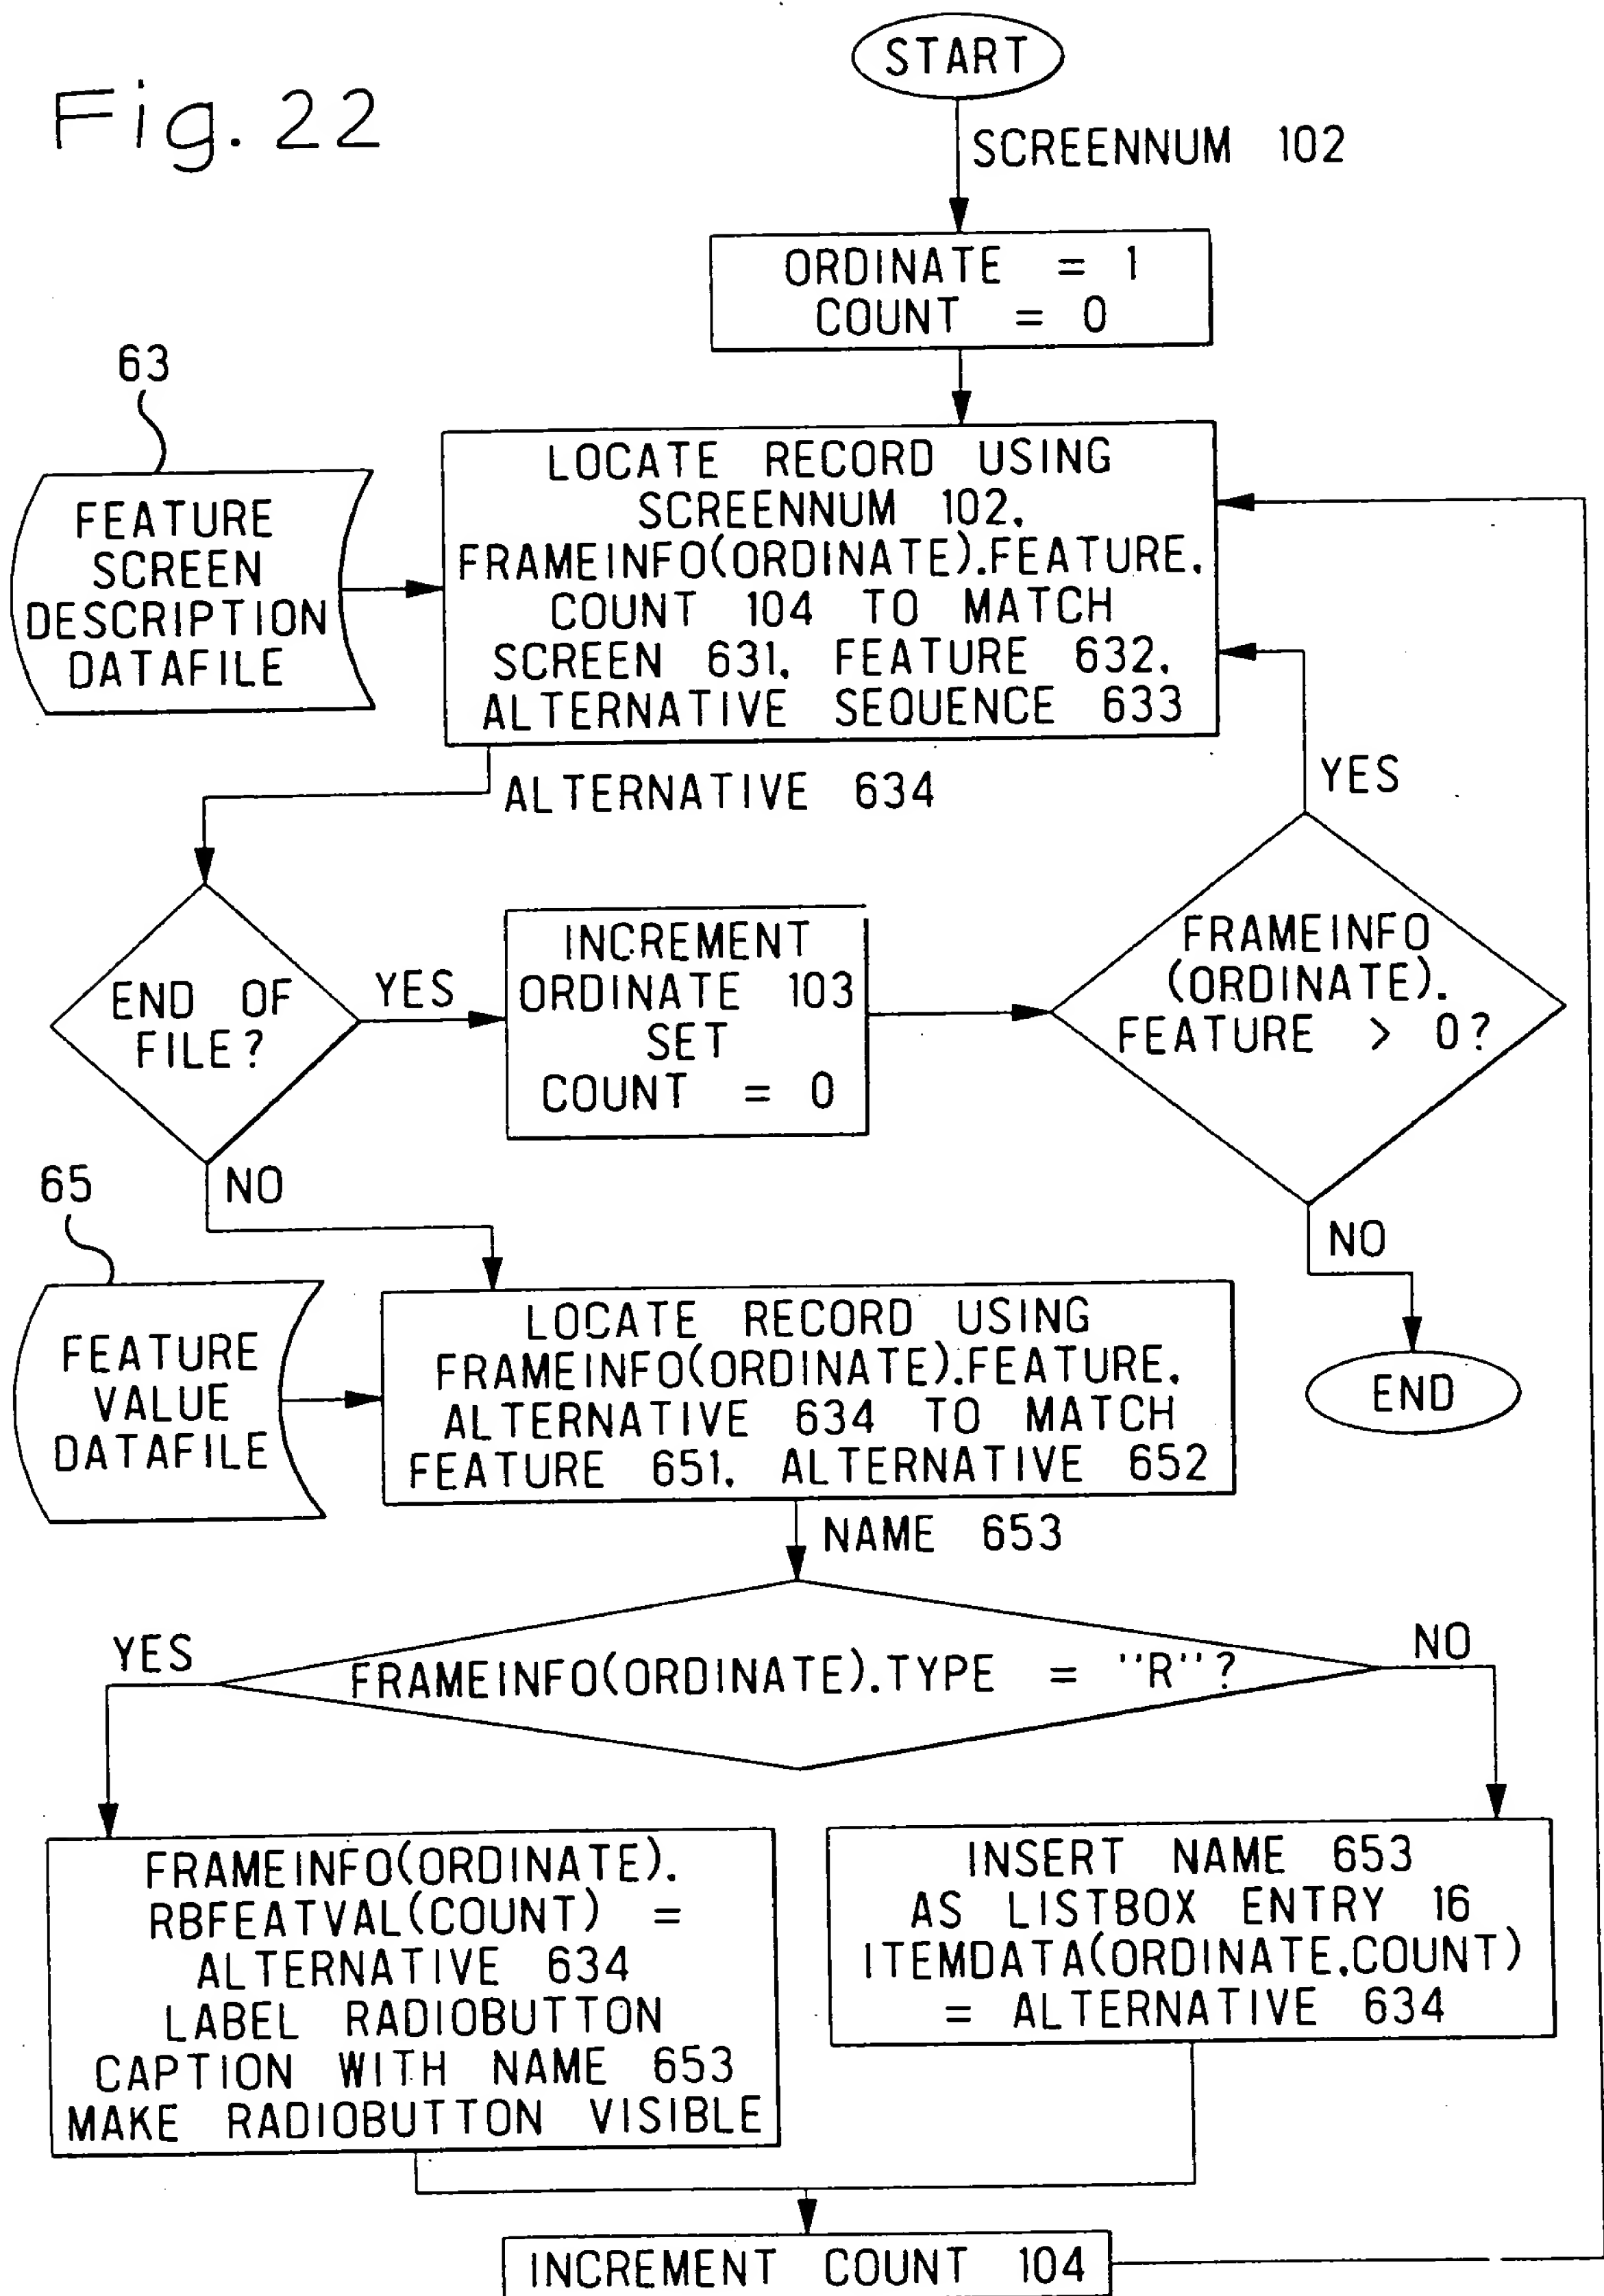 Fig. 22
START
SCREENNUM 102
ORDINATE = 1
COUNT = 0
63
FEATURE
SCREEN
DESCRIPTION
DATAFILE
LOCATE RECORD USING
SCREENNUM 102,
FRAMEINFO(ORDINATE).FEATURE,
COUNT 104 TO MATCH
SCREEN 631, FEATURE 632,
ALTERNATIVE SEQUENCE 633
ALTERNATIVE 634
YES
END OF
FILE?
YES
INCREMENT
ORDINATE 103
SET
COUNT = 0
FRAMEINFO
(ORDINATE).
FEATURE > 0?
NO
NO
END
65
FEATURE
VALUE
DATAFILE
LOCATE RECORD USING
FRAMEINFO(ORDINATE).FEATURE,
ALTERNATIVE 634 TO MATCH
FEATURE 651, ALTERNATIVE 652
NAME 653
YES
FRAMEINFO(ORDINATE).TYPE = "R"?
NO
FRAMEINFO(ORDINATE).
RBFEATVAL(COUNT) =
ALTERNATIVE 634
LABEL RADIOBUTTON
CAPTION WITH NAME 653
MAKE RADIOBUTTON VISIBLE
INSERT NAME 653
AS LISTBOX ENTRY 16
ITEMDATA(ORDINATE,COUNT)
= ALTERNATIVE 634
INCREMENT COUNT 104